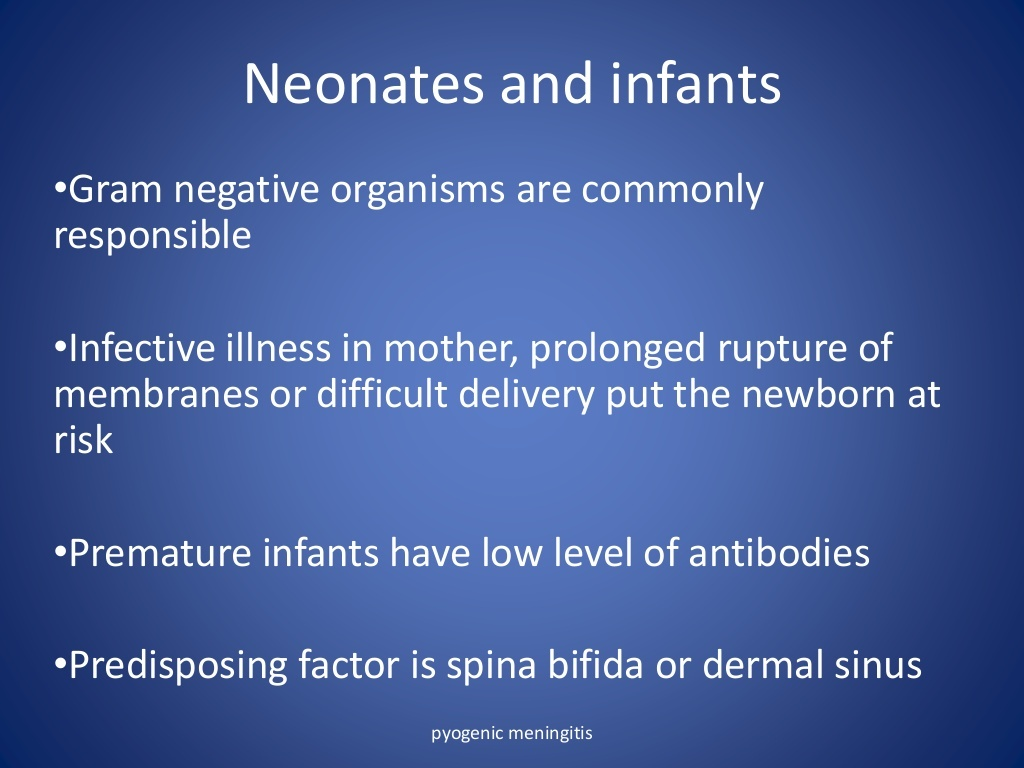 Neonates and infants
•Gram negative organisms are commonly
responsible
•Infective illness in mother, prolonged rupture of
membranes or difficult delivery put the newborn at
risk
•Premature infants have low level of antibodies
•Predisposing factor is spina bifida or dermal sinus
pyogenic meningitis